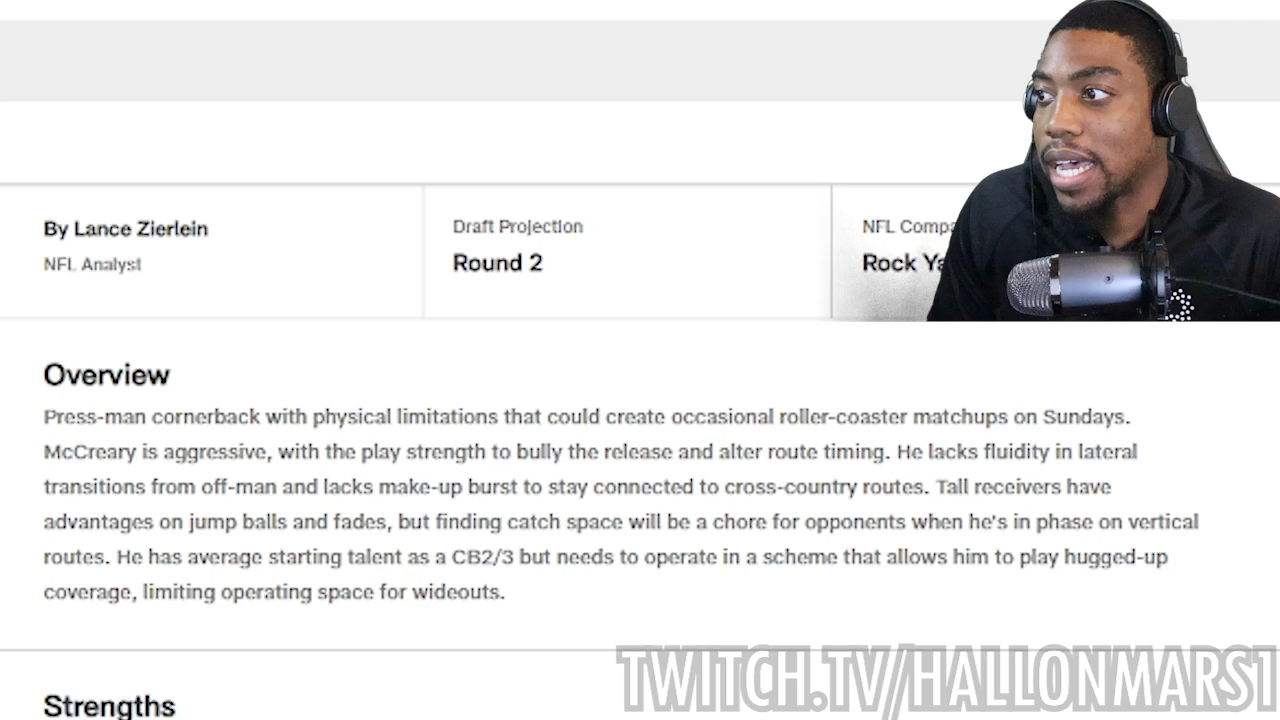 By Lance Zierlein
NFL Analyst
Draft Projection
Round 2
NFL
Rock
Overview
Press-man cornerback with physical limitations that could create occasional roller-coaster matchups on Sundays.
McCreary is aggressive, with the play strength to bully the release and alter route timing. He lacks fluidity in lateral
transitions from off-man and lacks make-up burst to stay connected to cross-country routes. Tall receivers have
advantages on jump balls and fades, but finding catch space will be a chore for opponents when he's in phase on vertical
routes. He has average starting talent as a CB2/3 but needs to operate in a scheme that allows him to play hugged-up
coverage, limiting operating space for wideouts.
TWITCH.TV/HALLONMARS1
Strengths